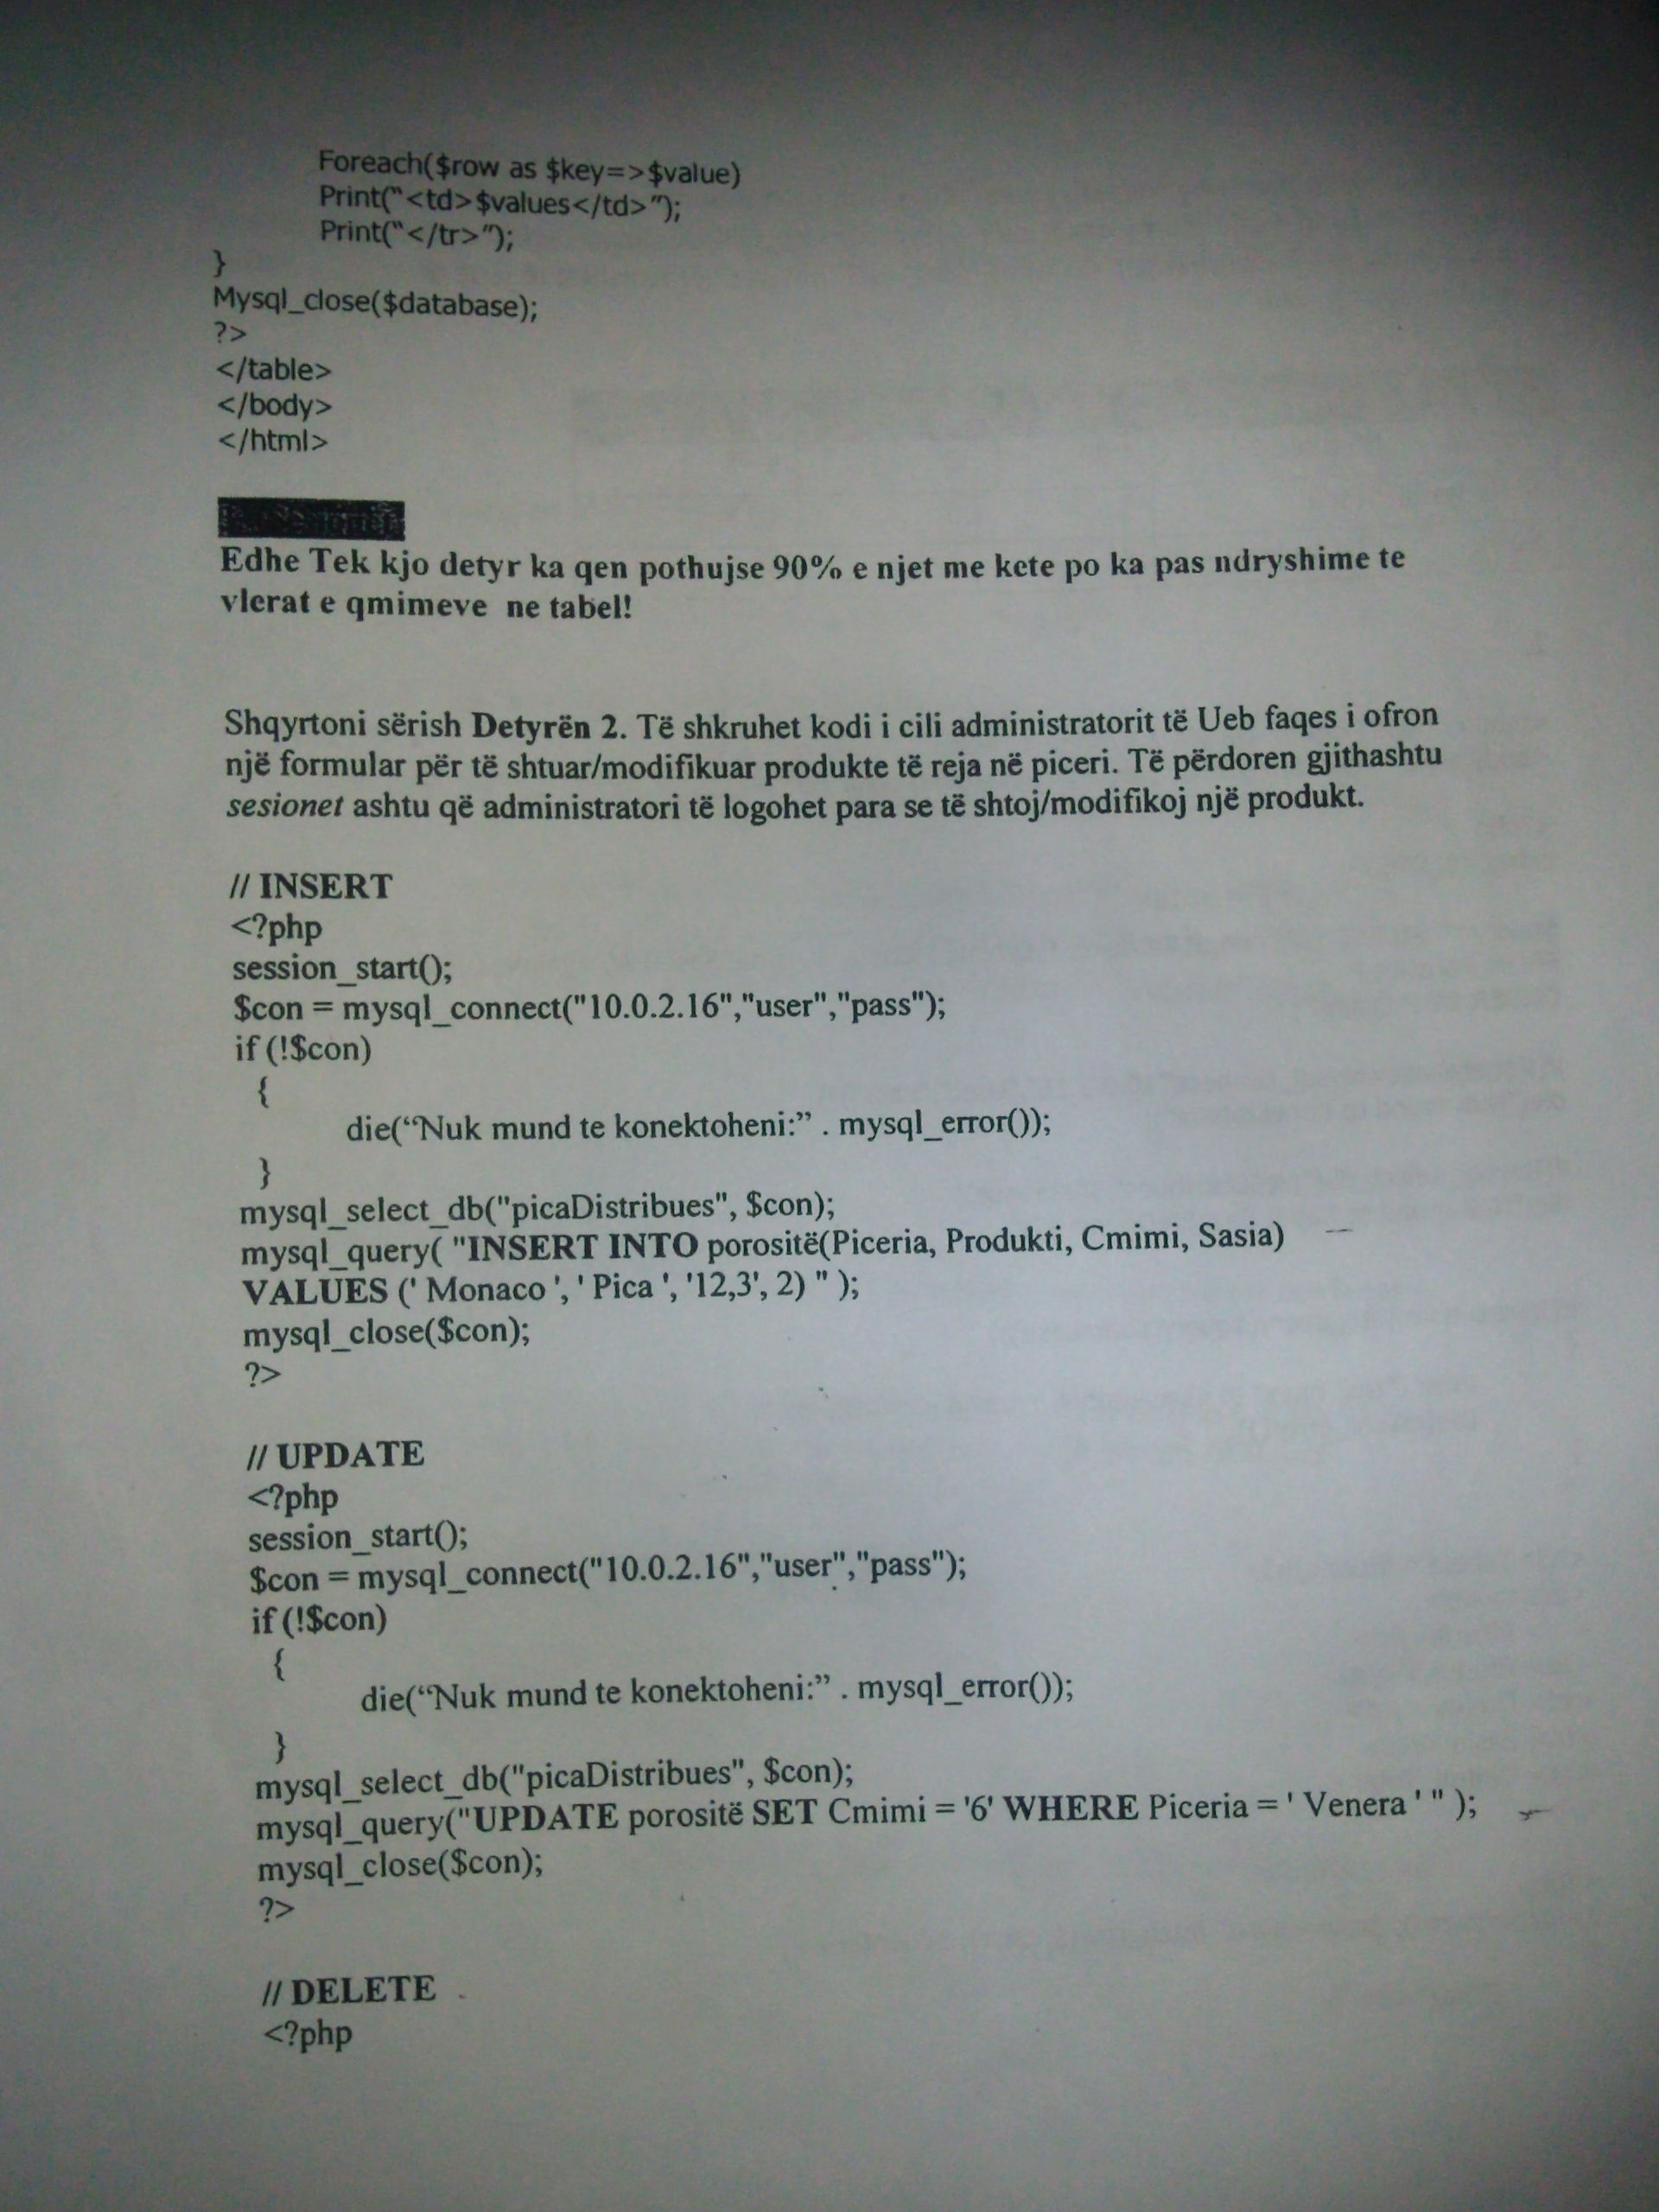 Foreach($row as $key=>$value)
Print("<td>$values</td>");
Print("</tr>");
}
Mysql_close($database);
?>
</table>
</body>
</html>
Edhe Tek kjo detyr ka qen pothujse 90% e njet me kete po ka pas ndryshime te
vlerat e qmimeve ne tabel!
Shqyrtoni sërish Detyrën 2. Të shkruhet kodi i cili administratorit të Ueb faqes i ofron
një formular për të shtuar/modifikuar produkte të reja në piceri. Të përdoren gjithashtu
sesionet ashtu që administratori të logohet para se të shtoj/modifikoj një produkt.
// INSERT
<?php
session_start();
$con = mysql_connect("10.0.2.16","user","pass");
if (!$con)
{
die(“Nuk mund te konektoheni:” . mysql_error());
}
mysql_select_db("picaDistribues", $con);
mysql_query( "INSERT INTO porositë(Piceria, Produkti, Cmimi, Sasia)
VALUES (' Monaco ', ' Pica ', '12,3', 2) " );
mysql_close($con);
?>
// UPDATE
<?php
session_start();
$con = mysql_connect("10.0.2.16","user","pass");
if (!$con)
{
die(“Nuk mund te konektoheni:” . mysql_error());
}
mysql_select_db("picaDistribues", $con);
mysql_query("UPDATE porositë SET Cmimi = '6' WHERE Piceria = ' Venera ' " );
mysql_close($con);
?>
// DELETE
<?php